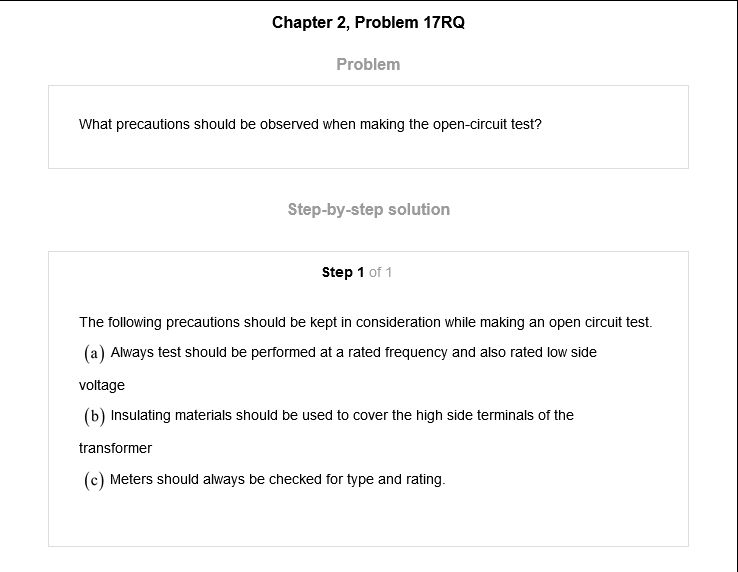 Chapter 2, Problem 17RQ
Problem
What precautions should be observed when making the open-circuit test?
Step-by-step solution
Step 1 of 1
The following precautions should be kept in consideration while making an open circuit test.
(a) Always test should be performed at a rated frequency and also rated low side
voltage
(b) Insulating materials should be used to cover the high side terminals of the
transformer
(c) Meters should always be checked for type and rating.